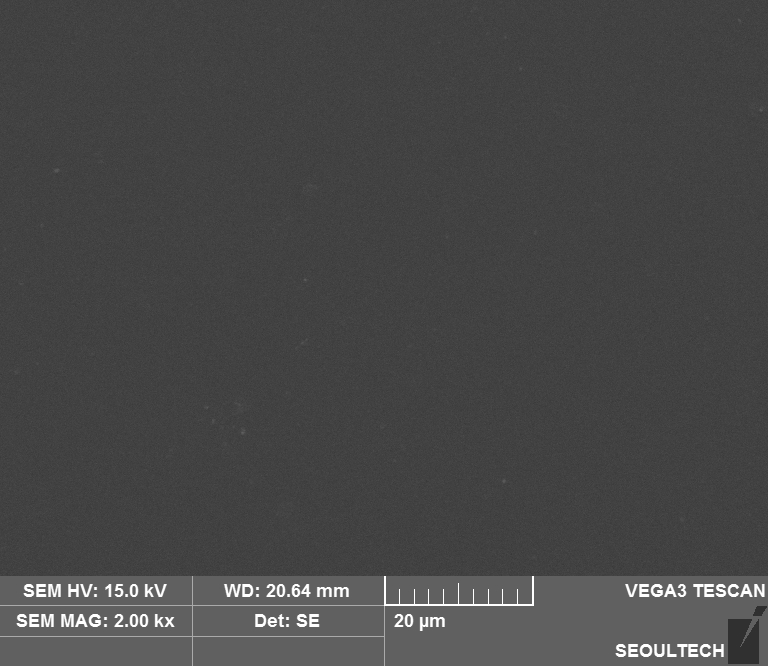 SEM HV: 15.0 kV
WD: 20.64 mm
VEGA3 TESCAN
SEM MAG: 2.00 kx
Det: SE
20 µm
SEOULTECH